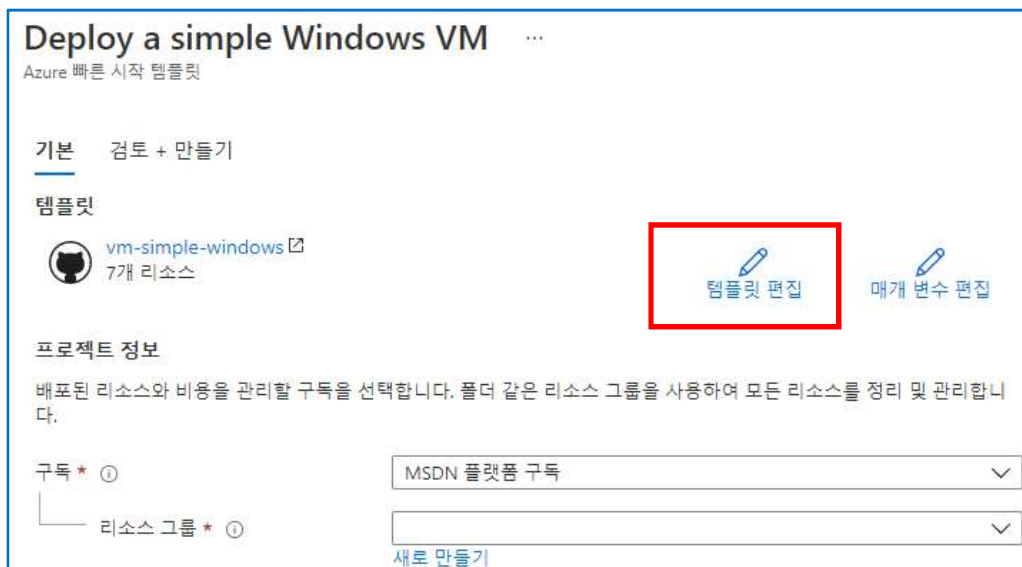 Deploy a simple Windows VM ...
Azure 빠른 시작 템플릿
기본 검토 + 만들기
템플릿
vm-simple-windows
7개 리소스
템플릿 편집 매개 변수 편집
프로젝트 정보
배포된 리소스와 비용을 관리할 구독을 선택합니다. 폴더 같은 리소스 그룹을 사용하여 모든 리소스를 정리 및 관리합니
다.
구독 * MSDN 플랫폼 구독
리소스 그룹 *
새로 만들기